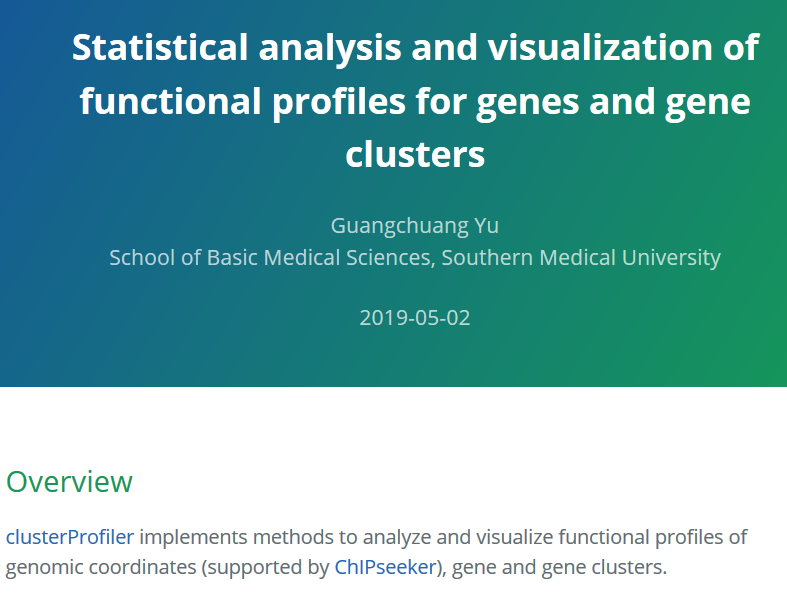 Statistical analysis and visualization of
functional profiles for genes and gene
clusters
Guangchuang Yu
School of Basic Medical Sciences, Southern Medical University
2019-05-02
Overview
clusterProfiler implements methods to analyze and visualize functional profiles of
genomic coordinates (supported by ChIPseeker), gene and gene clusters.